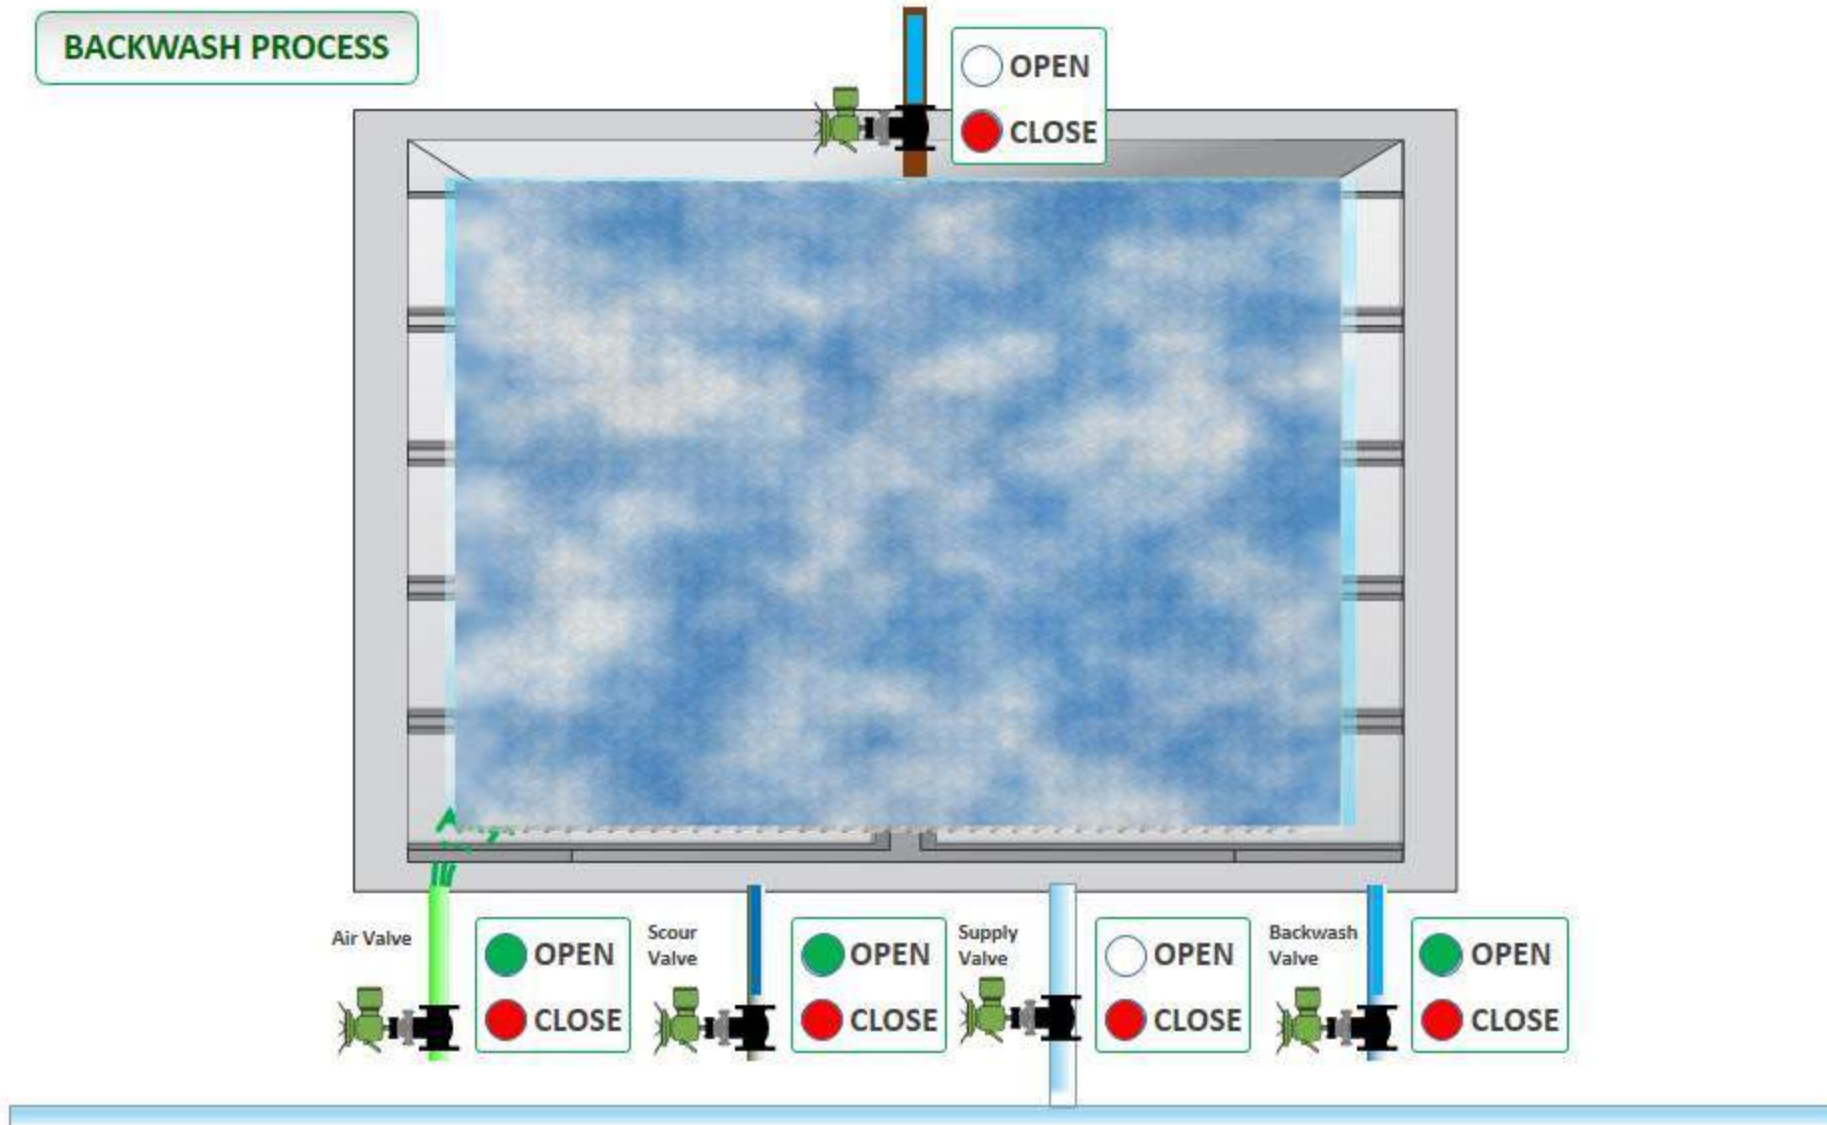 BACKWASH PROCESS
OPEN
CLOSE
Air Valve
OPEN
CLOSE
Scour
Valve
OPEN
CLOSE
Supply
Valve
OPEN
CLOSE
Backwash
Valve
OPEN
CLOSE